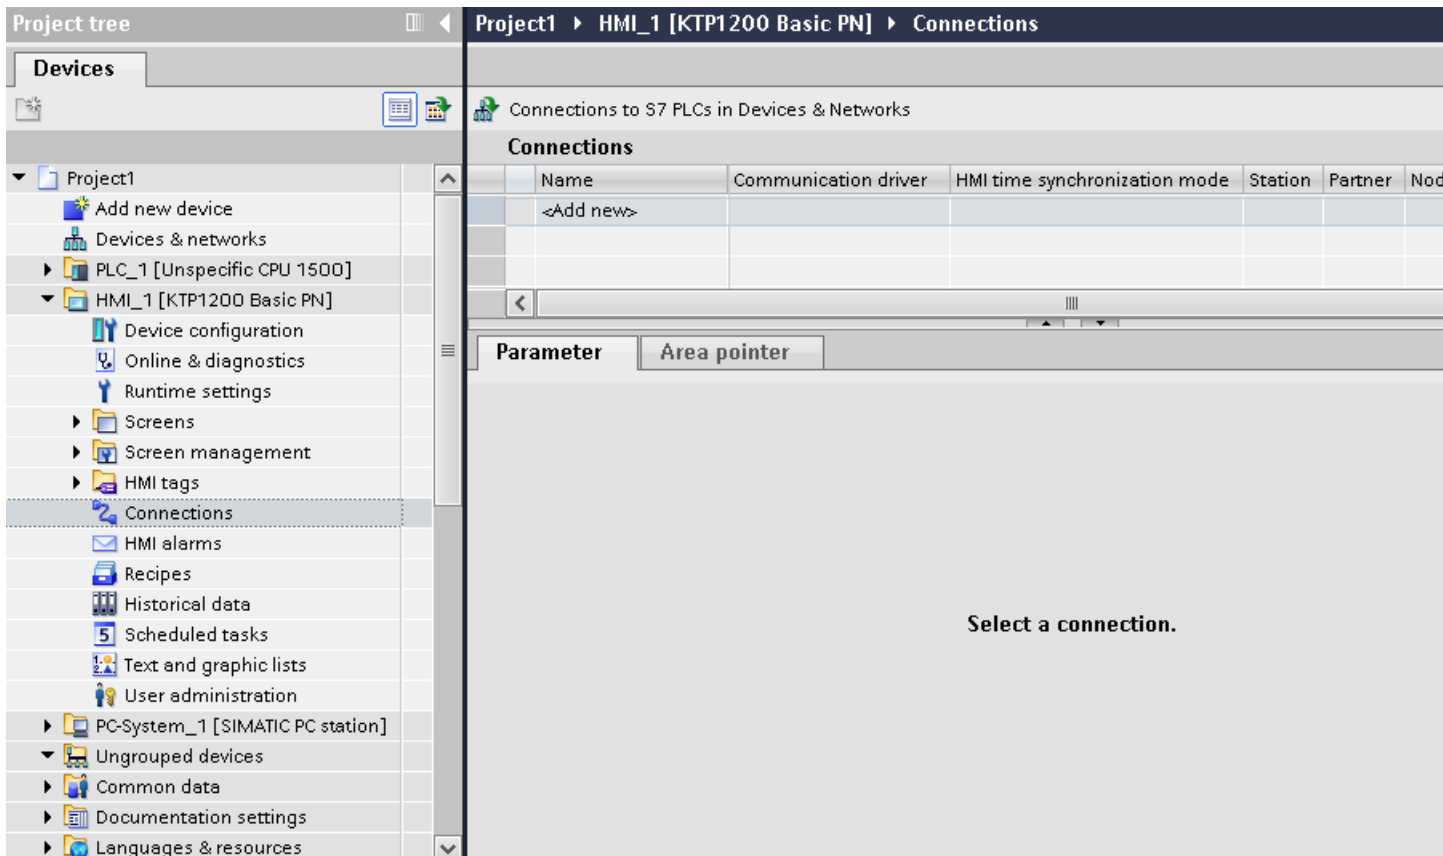 Project tree
Devices
Project1
Add new device
Devices & networks
PLC_1 [Unspecific CPU 1500]
HMI_1 [KTP1200 Basic PN]
Device configuration
Online & diagnostics
Runtime settings
Screens
Screen management
HMI tags
Connections
HMI alarms
Recipes
Historical data
Scheduled tasks
Text and graphic lists
User administration
PC-System_1 [SIMATIC PC station]
Ungrouped devices
Common data
Documentation settings
Languages & resources
Project1 HMI_1 [KTP1200 Basic PN] Connections
Connections to S7 PLCs in Devices & Networks
Connections
Name Communication driver HMI time synchronization mode Station Partner Nod
<Add new>
Parameter Area pointer
Select a connection.